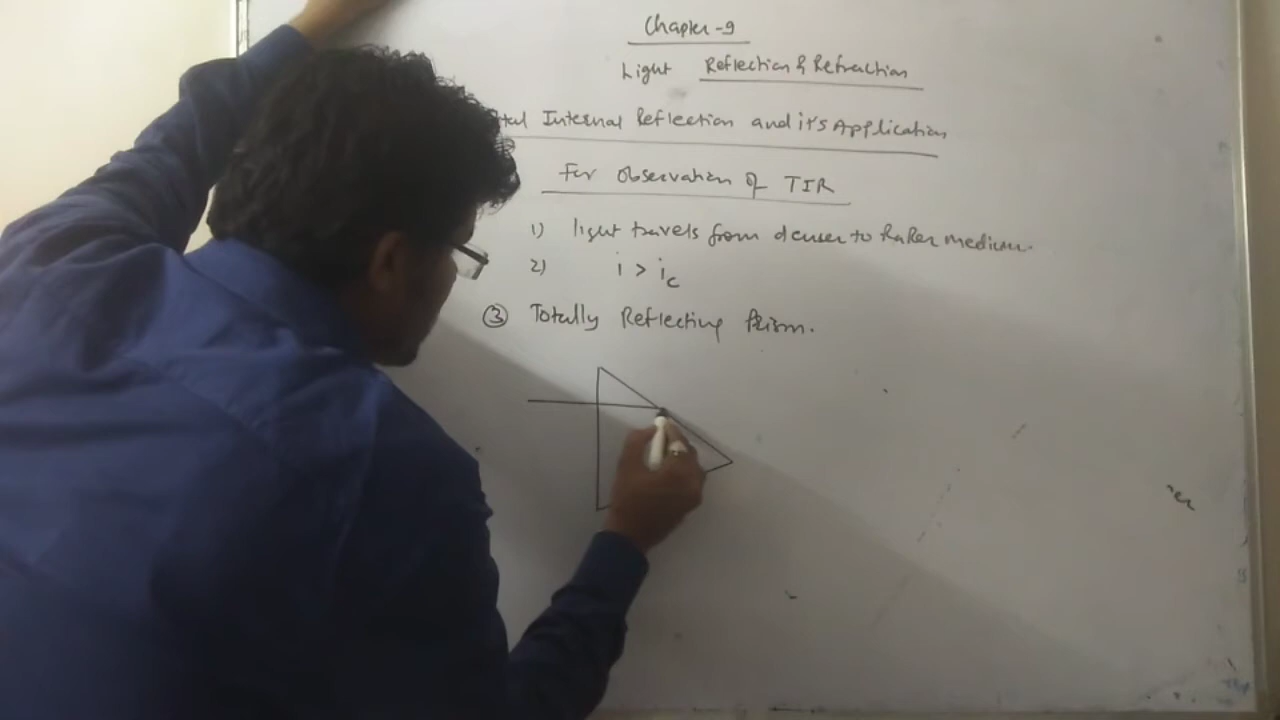 Chapter-9
Light Reflection & Refraction
tal Internal Reflection and it's Application
For Observation of TIR
1) light travels from denser to Rarer medium.
2) i > ic
③ Totally Reflecting Prism.